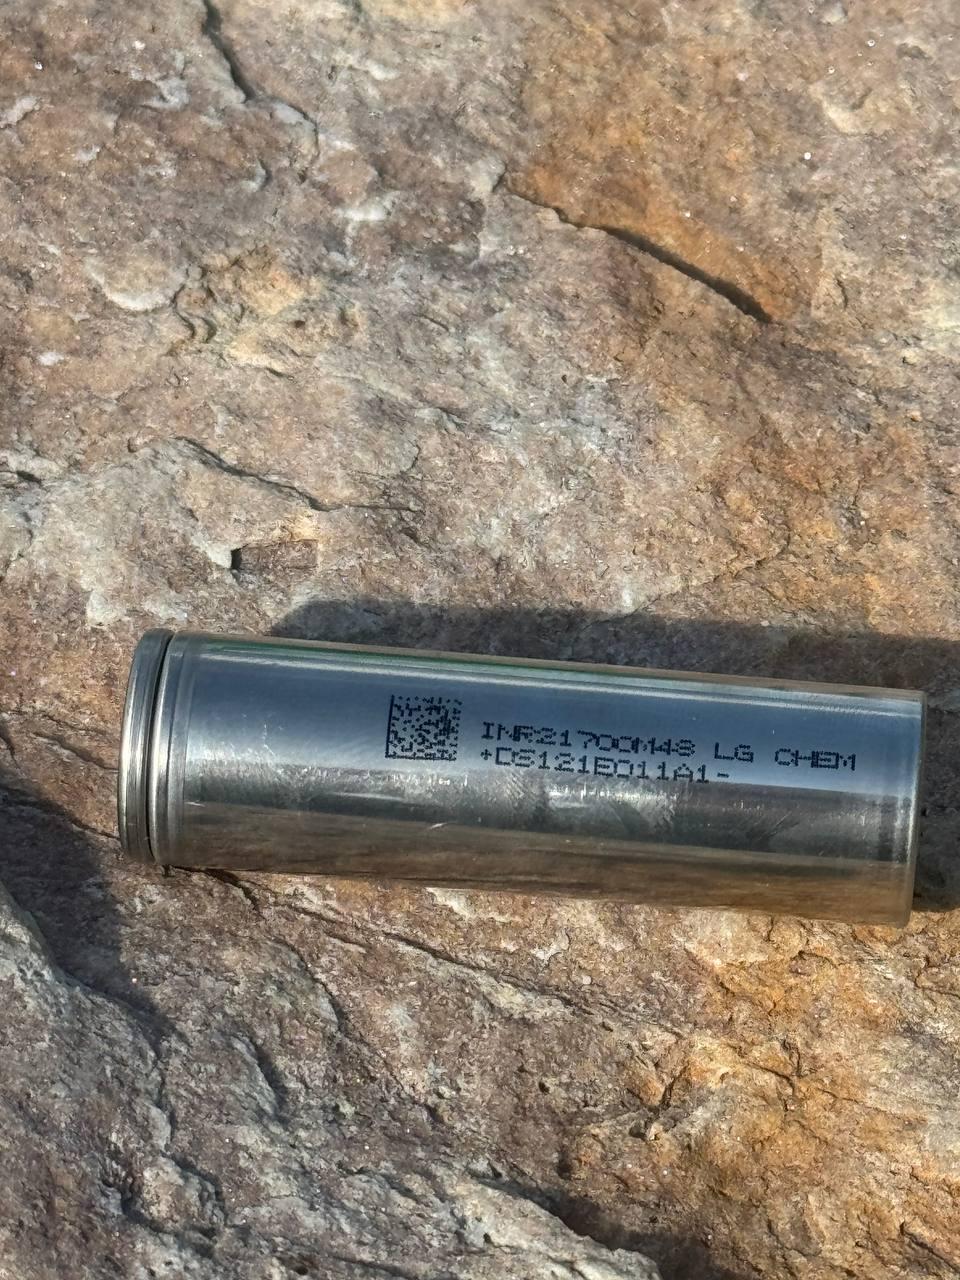 INR21700M48 LG CHEM
+DS121E011A1-